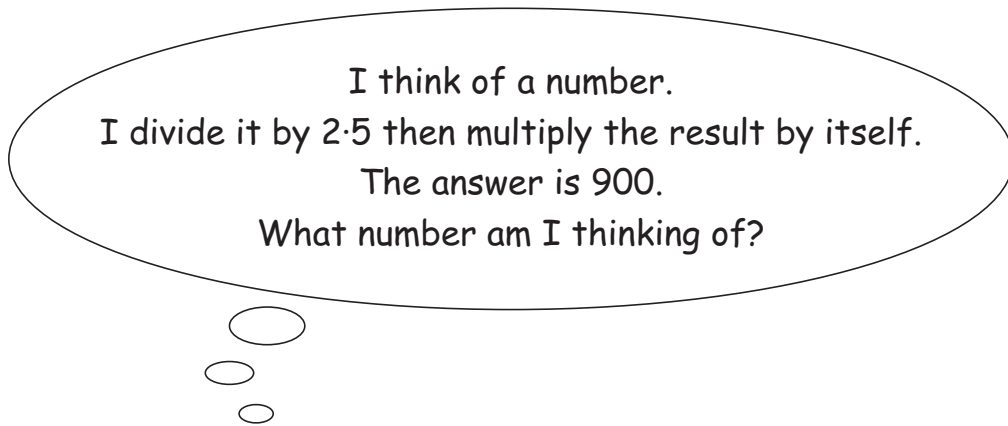 I think of a number.
I divide it by 2·5 then multiply the result by itself.
The answer is 900.
What number am I thinking of?